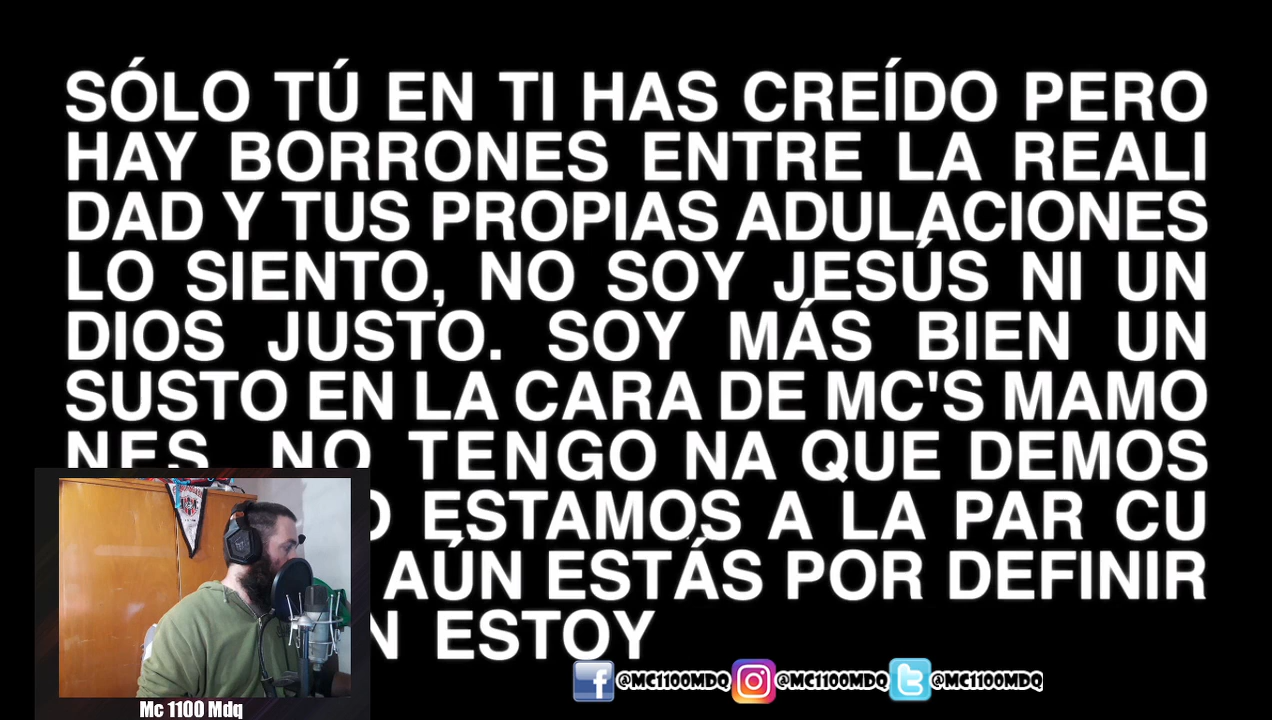 SÓLO TÚ EN TI HAS CREÍDO PERO
HAY BORRONES ENTRE LA REALI
DAD Y TUS PROPIAS ADULACIONES
LO SIENTO, NO SOY JESÚS NI UN
DIOS JUSTO. SOY MÁS BIEN UN
SUSTO EN LA CARA DE MC'S MAMO
NES NO TENGO NA QUE DEMOS
ESTAMOS A LA PAR CU
AÚN ESTÁS POR DEFINIR
ESTOY
@MC1100MDQ @MC1100MDQ @MC1100MDQ
Mc 1100 Mdq